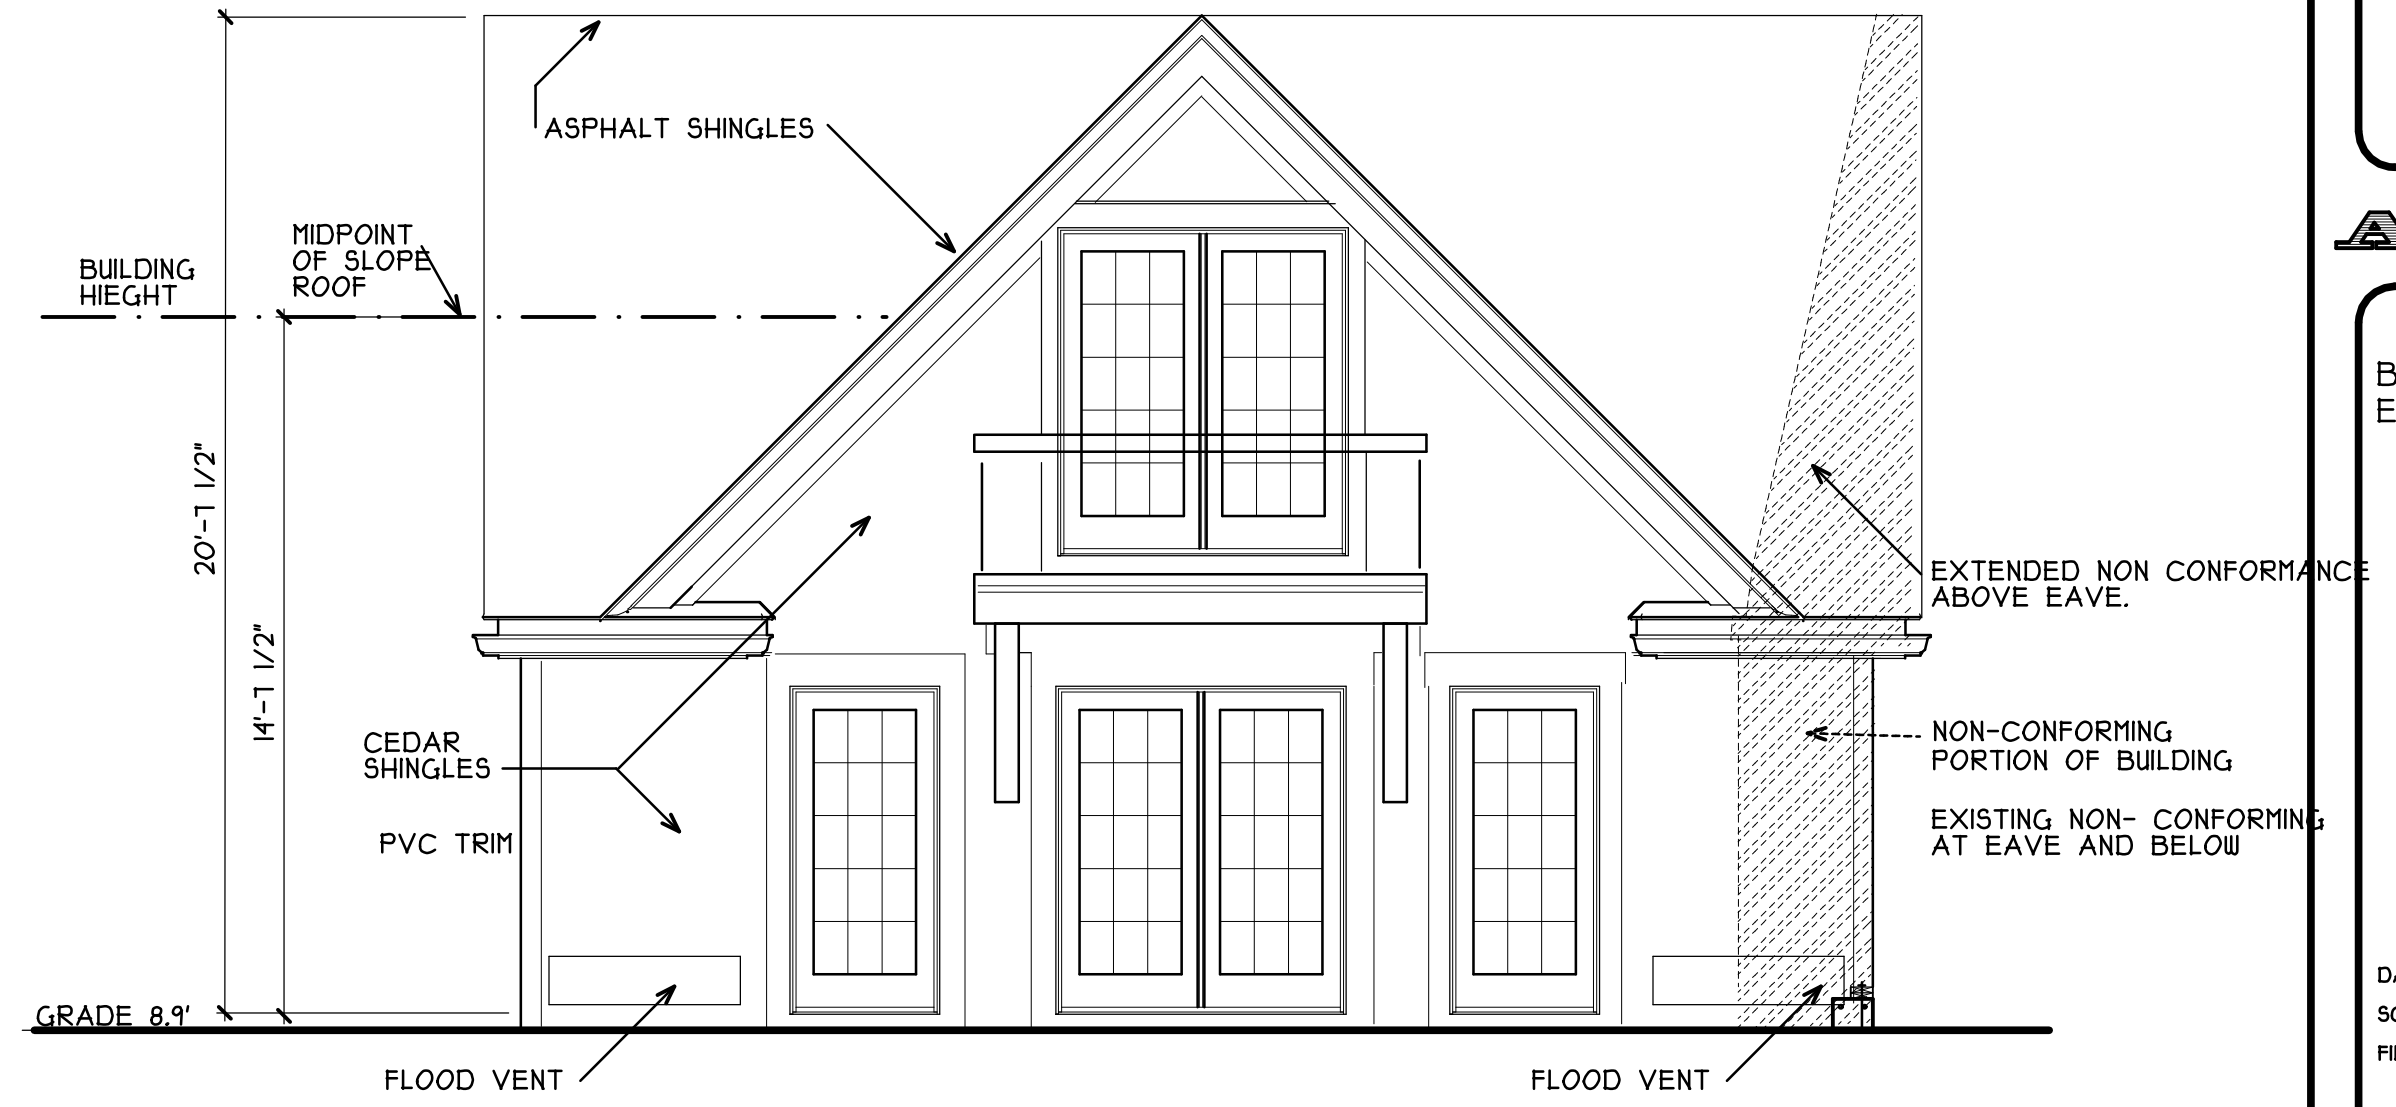 ASPHALT SHINGLES
MIDPOINT
OF SLOPE
ROOF
BUILDING
HIEGHT
20'-7 1/2"
14'-7 1/2"
EXTENDED NON CONFORMANCE
ABOVE EAVE.
NON-CONFORMING
PORTION OF BUILDING
EXISTING NON- CONFORMING
AT EAVE AND BELOW
CEDAR
SHINGLES
PVC TRIM
GRADE 8.9'
FLOOD VENT
FLOOD VENT